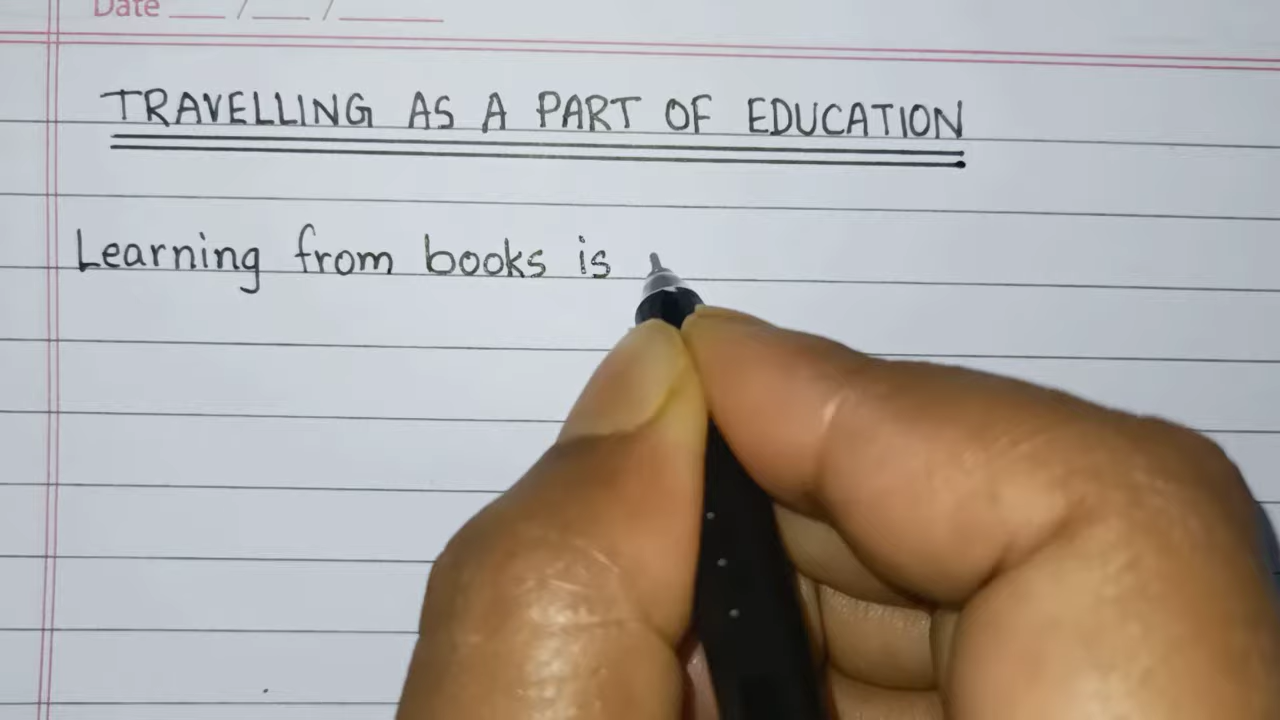 Date ___ / ___ / _____
TRAVELLING AS A PART OF EDUCATION
Learning from books is